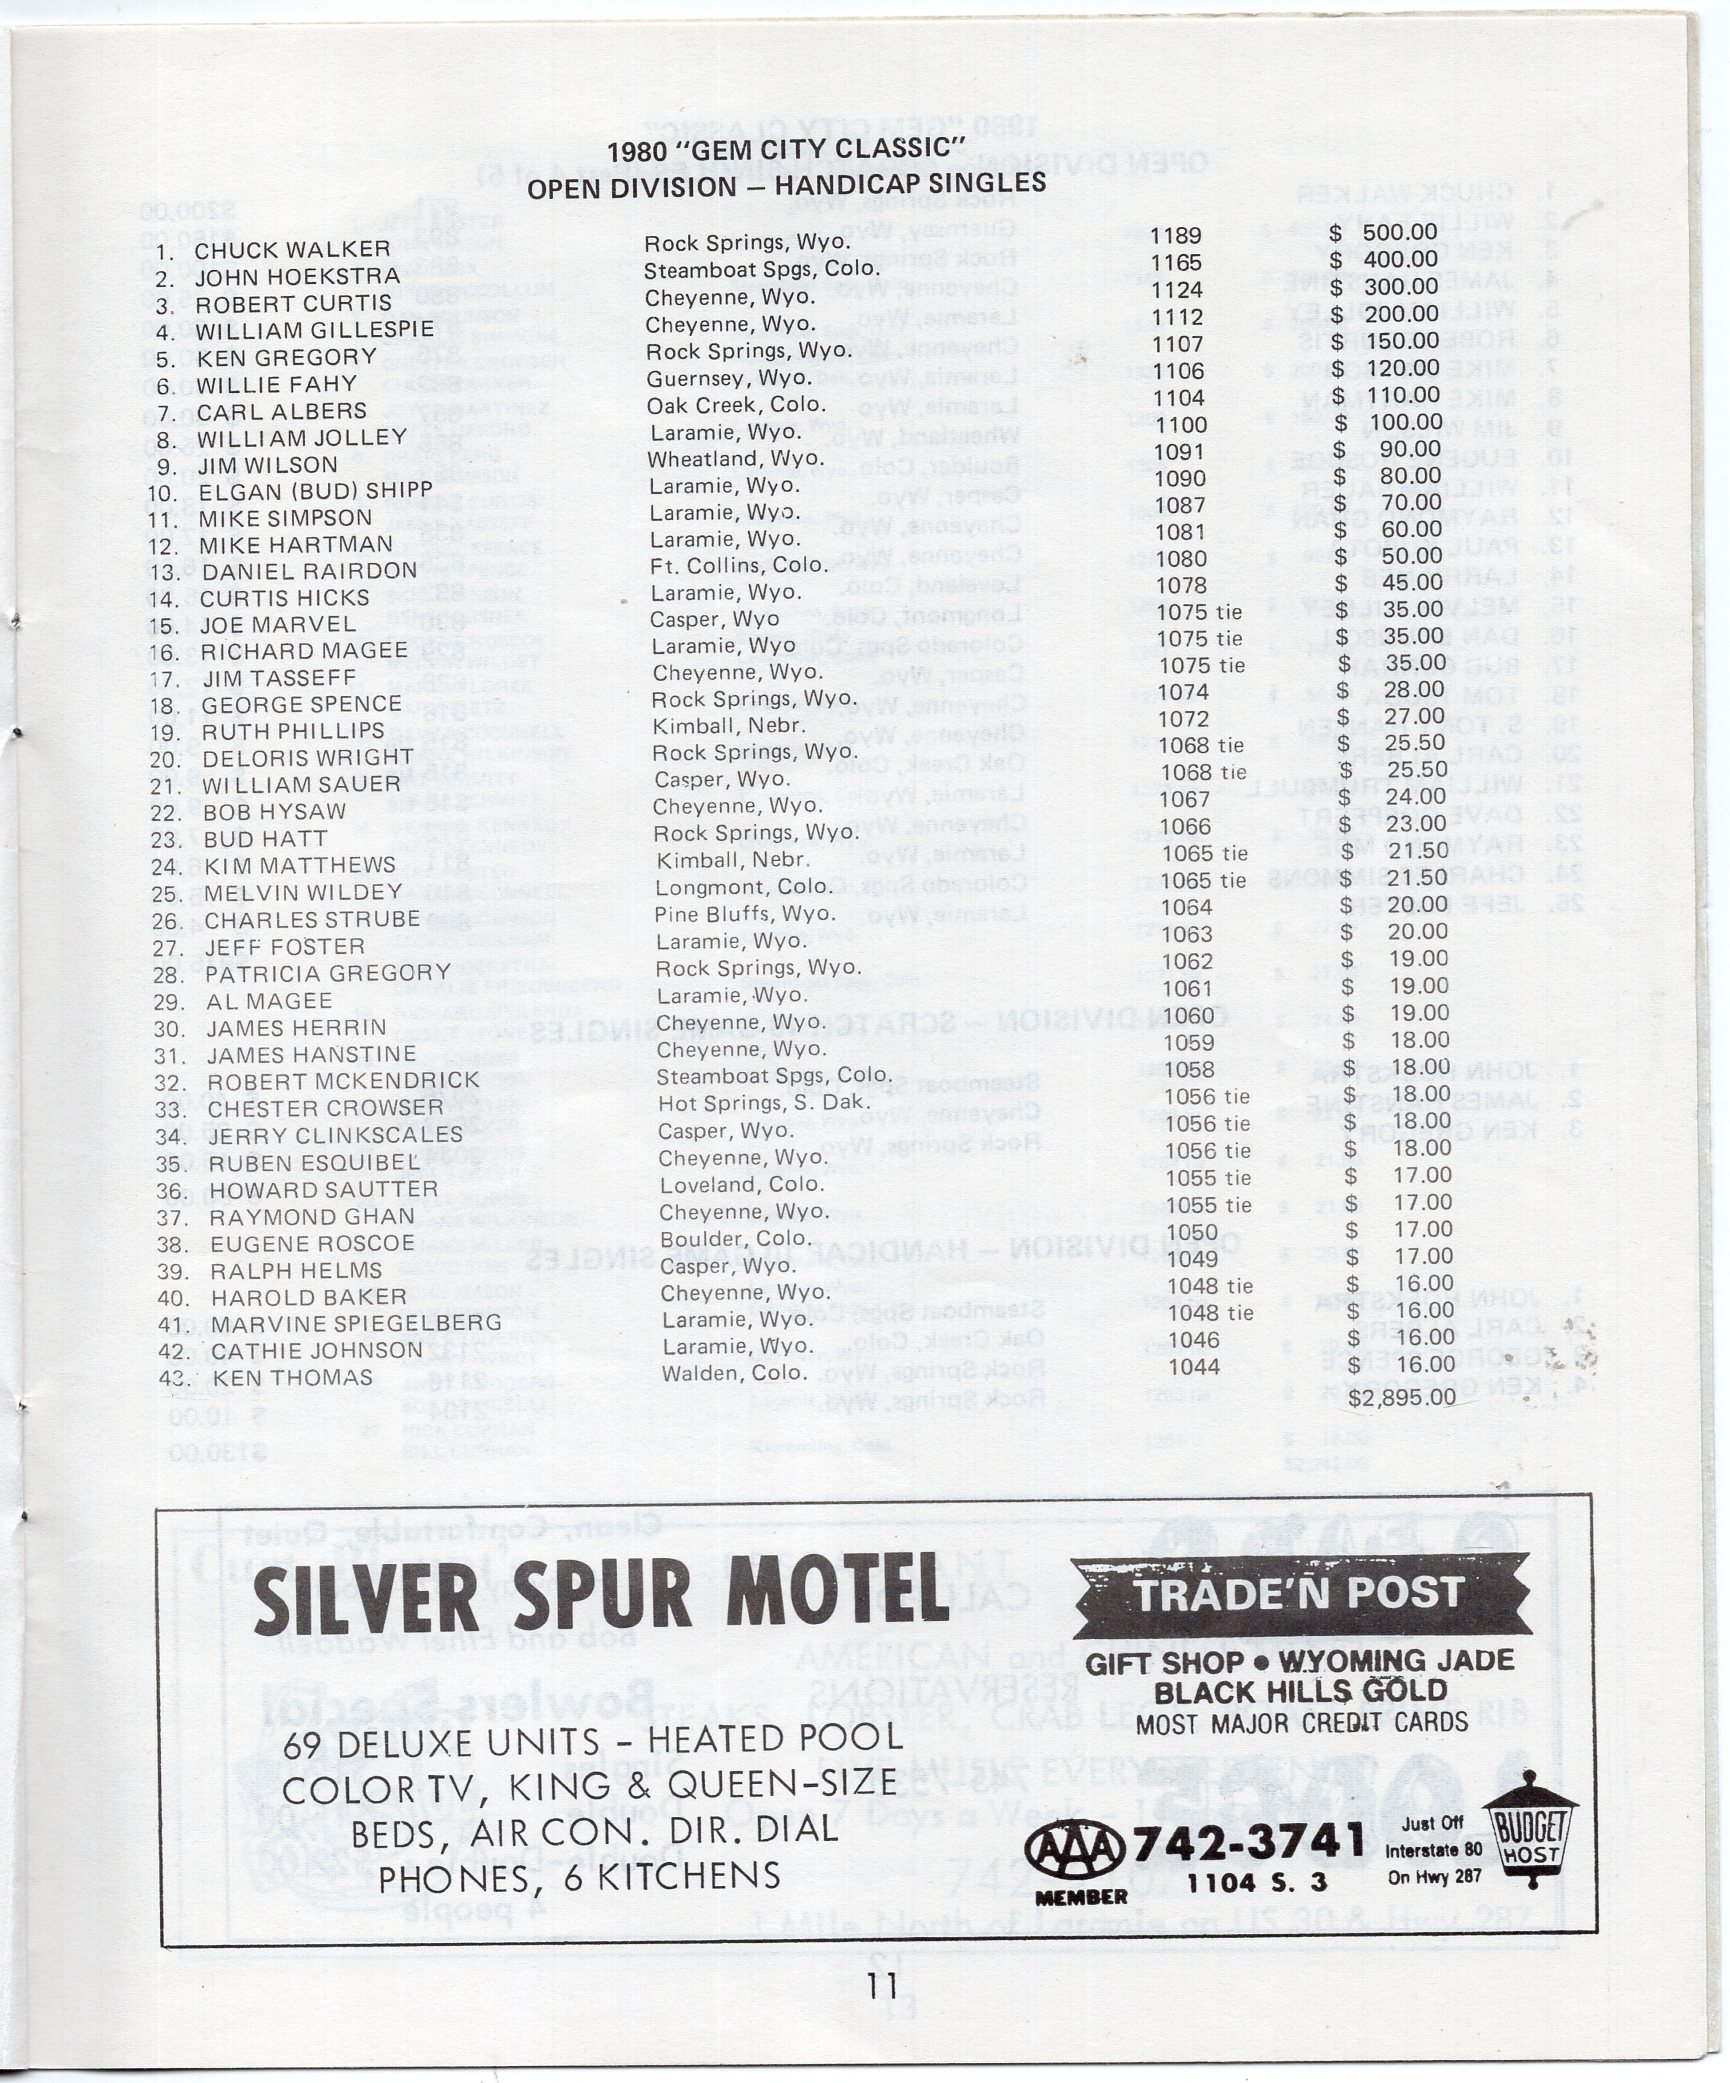 1980 "GEM CITY CLASSIC"
OPEN DIVISION – HANDICAP SINGLES
1. CHUCK WALKER Rock Springs, Wyo. 1189 $ 500.00
2. JOHN HOEKSTRA Steamboat Spgs, Colo. 1165 $ 400.00
3. ROBERT CURTIS Cheyenne, Wyo. 1124 $ 300.00
4. WILLIAM GILLESPIE Cheyenne, Wyo. 1112 $ 200.00
5. KEN GREGORY Rock Springs, Wyo. 1107 $ 150.00
6. WILLIE FAHY Guernsey, Wyo. 1106 $ 120.00
7. CARL ALBERS Oak Creek, Colo. 1104 $ 110.00
8. WILLIAM JOLLEY Laramie, Wyo. 1100 $ 100.00
9. JIM WILSON Wheatland, Wyo. 1091 $ 90.00
10. ELGAN (BUD) SHIPP Laramie, Wyo. 1090 $ 80.00
11. MIKE SIMPSON Laramie, Wyo. 1087 $ 70.00
12. MIKE HARTMAN Laramie, Wyo. 1081 $ 60.00
13. DANIEL RAIRDON Ft. Collins, Colo. 1080 $ 50.00
14. CURTIS HICKS Laramie, Wyo. 1078 $ 45.00
15. JOE MARVEL Casper, Wyo 1075 tie $ 35.00
16. RICHARD MAGEE Laramie, Wyo 1075 tie $ 35.00
17. JIM TASSEFF Cheyenne, Wyo. 1075 tie $ 35.00
18. GEORGE SPENCE Rock Springs, Wyo. 1074 $ 28.00
19. RUTH PHILLIPS Kimball, Nebr. 1072 $ 27.00
20. DELORIS WRIGHT Rock Springs, Wyo. 1068 tie $ 25.50
21. WILLIAM SAUER Casper, Wyo. 1068 tie $ 25.50
22. BOB HYSAW Cheyenne, Wyo. 1067 $ 24.00
23. BUD HATT Rock Springs, Wyo. 1066 $ 23.00
24. KIM MATTHEWS Kimball, Nebr. 1065 tie $ 21.50
25. MELVIN WILDEY Longmont, Colo. 1065 tie $ 21.50
26. CHARLES STRUBE Pine Bluffs, Wyo. 1064 $ 20.00
27. JEFF FOSTER Laramie, Wyo. 1063 $ 20.00
28. PATRICIA GREGORY Rock Springs, Wyo. 1062 $ 19.00
29. AL MAGEE Laramie, Wyo. 1061 $ 19.00
30. JAMES HERRIN Cheyenne, Wyo. 1060 $ 19.00
31. JAMES HANSTINE Cheyenne, Wyo. 1059 $ 18.00
32. ROBERT MCKENDRICK Steamboat Spgs, Colo. 1058 $ 18.00
33. CHESTER CROWSER Hot Springs, S. Dak. 1056 tie $ 18.00
34. JERRY CLINKSCALES Casper, Wyo. 1056 tie $ 18.00
35. RUBEN ESQUIBEL Cheyenne, Wyo. 1056 tie $ 18.00
36. HOWARD SAUTTER Loveland, Colo. 1055 tie $ 17.00
37. RAYMOND GHAN Cheyenne, Wyo. 1055 tie $ 17.00
38. EUGENE ROSCOE Boulder, Colo. 1050 $ 17.00
39. RALPH HELMS Casper, Wyo. 1049 $ 17.00
40. HAROLD BAKER Cheyenne, Wyo. 1048 tie $ 16.00
41. MARVINE SPIEGELBERG Laramie, Wyo. 1048 tie $ 16.00
42. CATHIE JOHNSON Laramie, Wyo. 1046 $ 16.00
43. KEN THOMAS Walden, Colo. 1044 $ 16.00
$2,895.00
SILVER SPUR MOTEL
69 DELUXE UNITS – HEATED POOL
COLOR TV, KING & QUEEN–SIZE
BEDS, AIR CON. DIR. DIAL
PHONES, 6 KITCHENS
TRADE'N POST
GIFT SHOP • WYOMING JADE
BLACK HILLS GOLD
MOST MAJOR CREDIT CARDS
AAA
MEMBER
742-3741
1104 S. 3
Just Off
Interstate 80
On Hwy 287
BUDGET
HOST
11